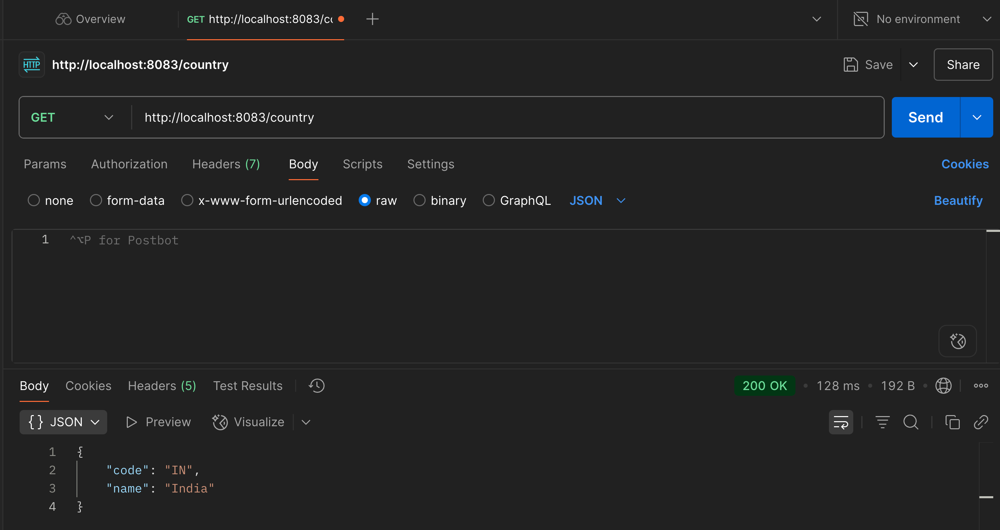 Overview
GET http://localhost:8083/co
No environment
HTTP http://localhost:8083/country
Save
Share
GET http://localhost:8083/country
Send
Params Authorization Headers (7) Body Scripts Settings Cookies
none form-data x-www-form-urlencoded raw binary GraphQL JSON Beautify
1 ^⌥P for Postbot
Body Cookies Headers (5) Test Results 200 OK • 128 ms • 192 B •
{} JSON Preview Visualize
1 {
2 "code": "IN",
3 "name": "India"
4 }